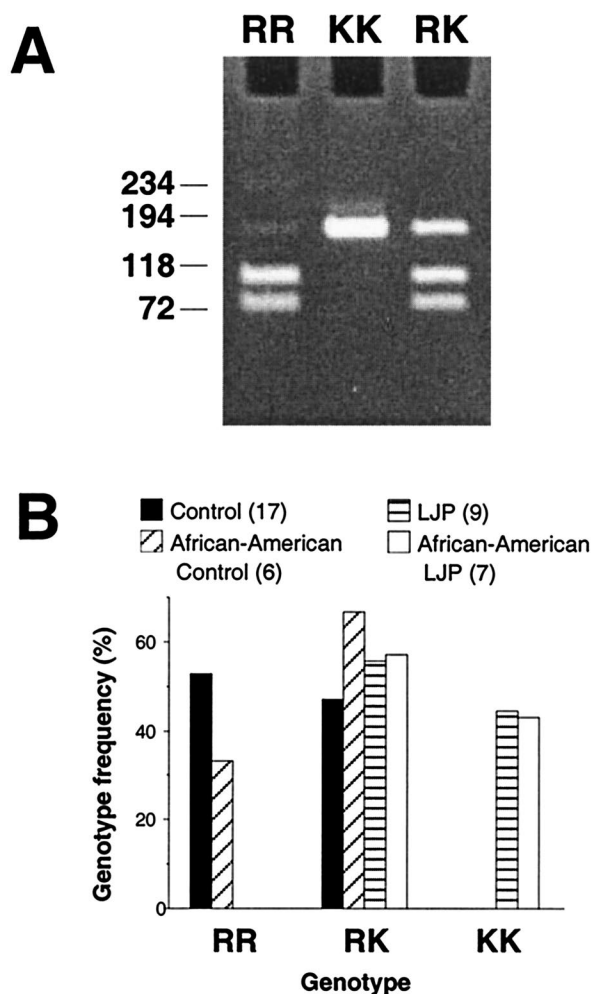 A
RR KK RK
234
194
118
72
B
Control (17)
LJP (9)
African-American
Control (6)
African-American
LJP (7)
Genotype frequency (%)
60
40
20
0
RR RK KK
Genotype